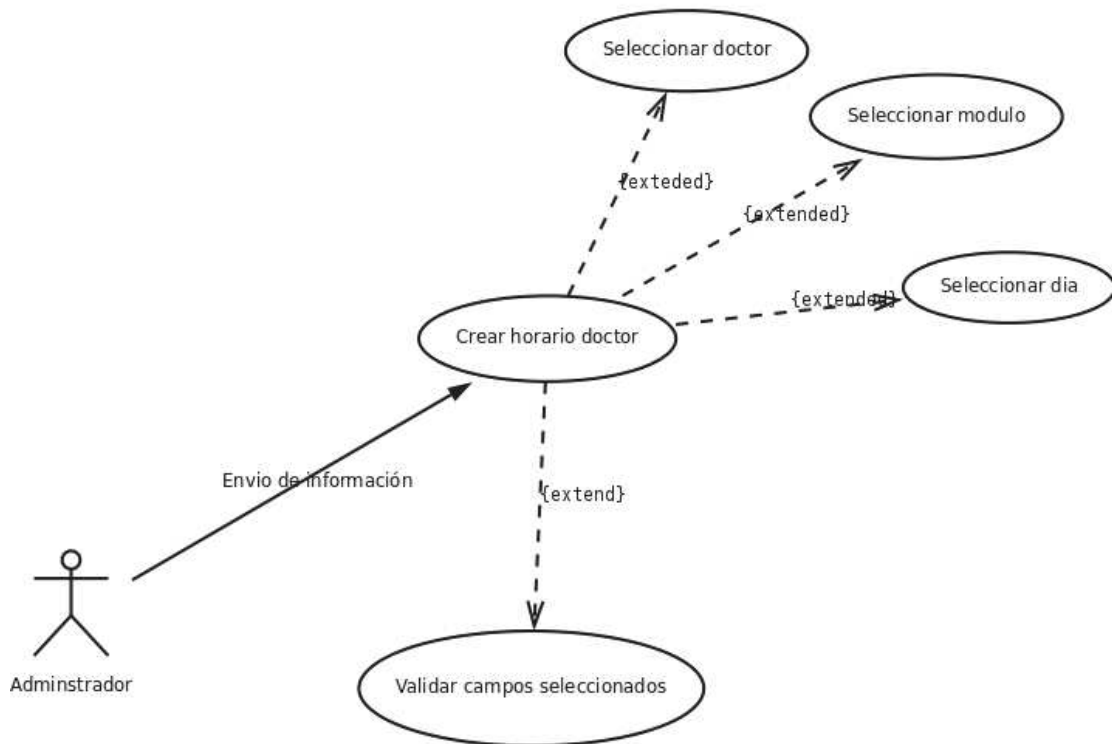 Seleccionar doctor
Seleccionar modulo
{exteded}
{extended}
Seleccionar dia
{extended}
Crear horario doctor
Envio de información
{extend}
Adminstrador
Validar campos seleccionados